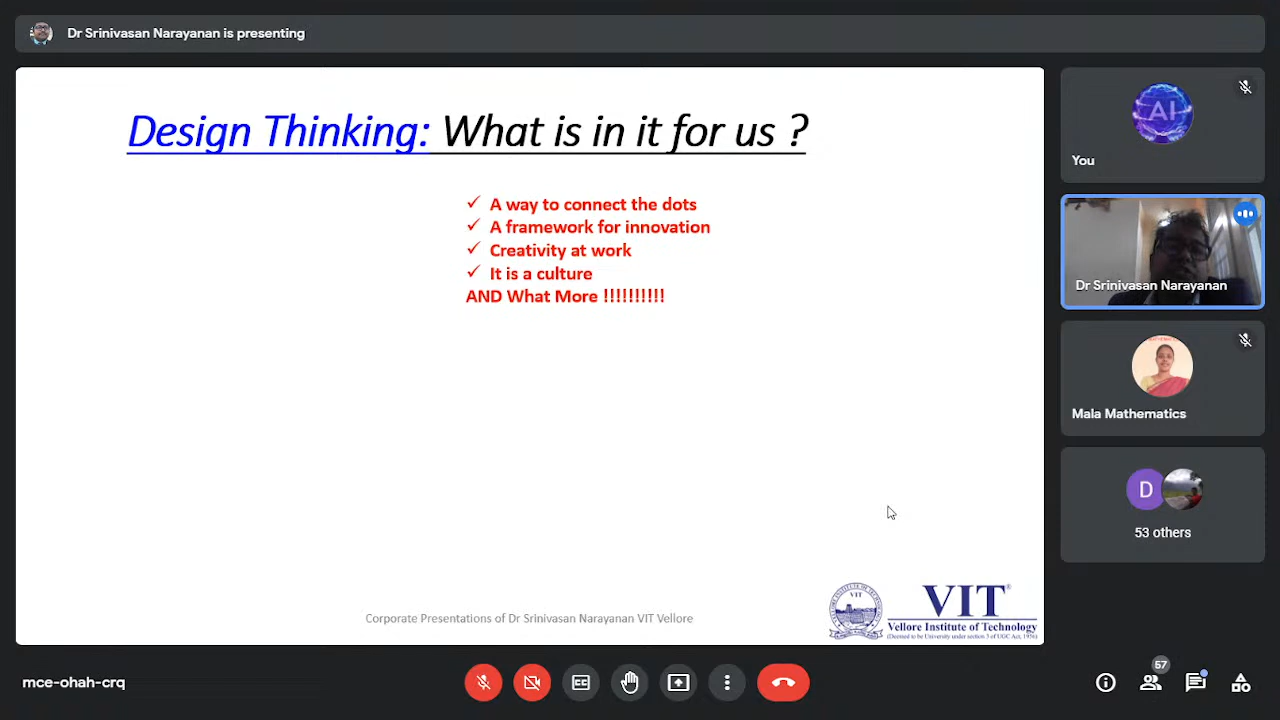 Dr Srinivasan Narayanan is presenting
Design Thinking: What is in it for us ?
✓ A way to connect the dots
✓ A framework for innovation
✓ Creativity at work
✓ It is a culture
AND What More !!!!!!!!!!
Corporate Presentations of Dr Srinivasan Narayanan VIT Vellore
VIT
VIT®
Vellore Institute of Technology
(Deemed to be University under section 3 of UGC Act, 1956)
AI
You
Dr Srinivasan Narayanan
Mala Mathematics
D
53 others
mce-ohah-crq
CC
57